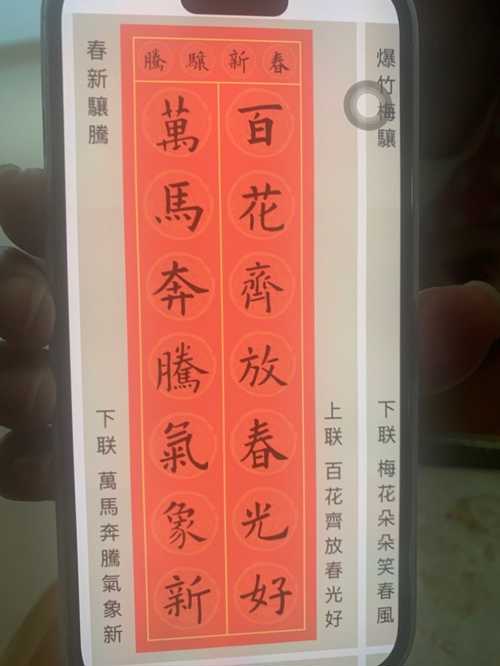 爆竹梅驤
下联 梅花朵朵笑春風
上联 百花齊放春光好
春新驤騰
百花齊放春光好
萬馬奔騰氣象新
春新驤騰
下联 萬馬奔騰氣象新